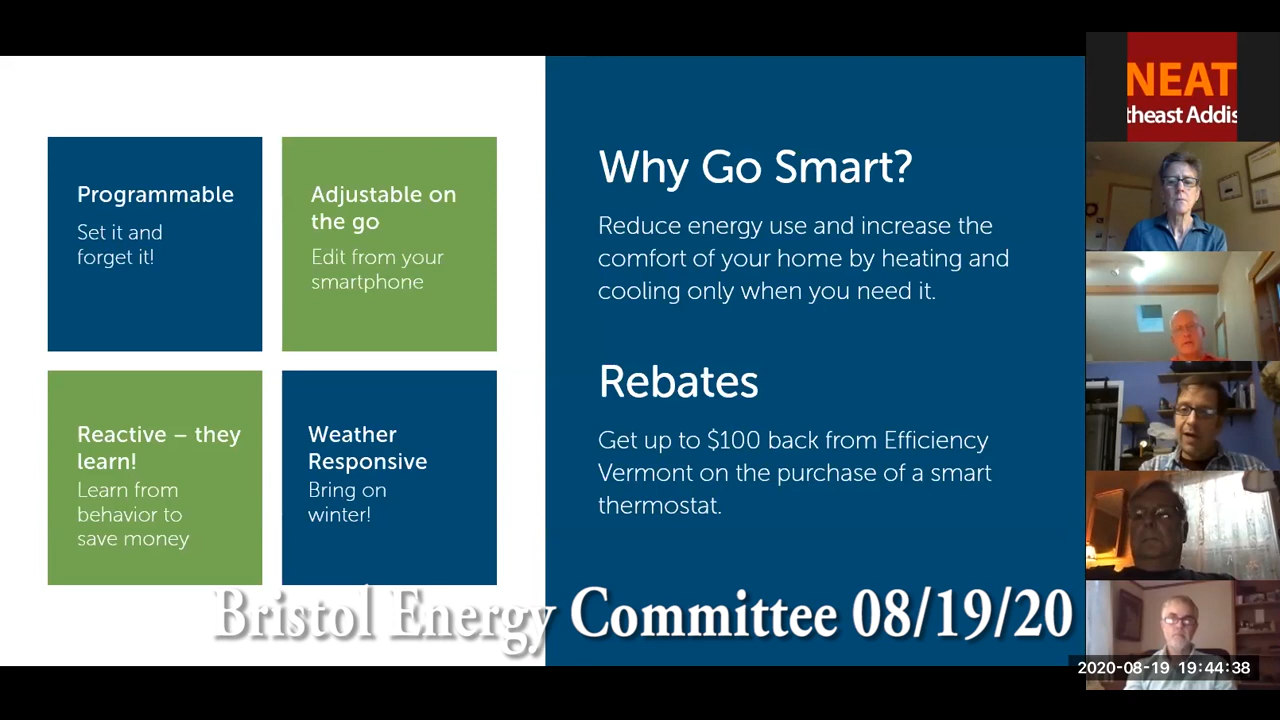 Programmable
Set it and
forget it!
Adjustable on
the go
Edit from your
smartphone
Reactive – they
learn!
Learn from
behavior to
save money
Weather
Responsive
Bring on
winter!
Why Go Smart?
Reduce energy use and increase the
comfort of your home by heating and
cooling only when you need it.
Rebates
Get up to $100 back from Efficiency
Vermont on the purchase of a smart
thermostat.
Bristol Energy Committee 08/19/20
NEAT
theast Addis
2020-08-19 19:44:38